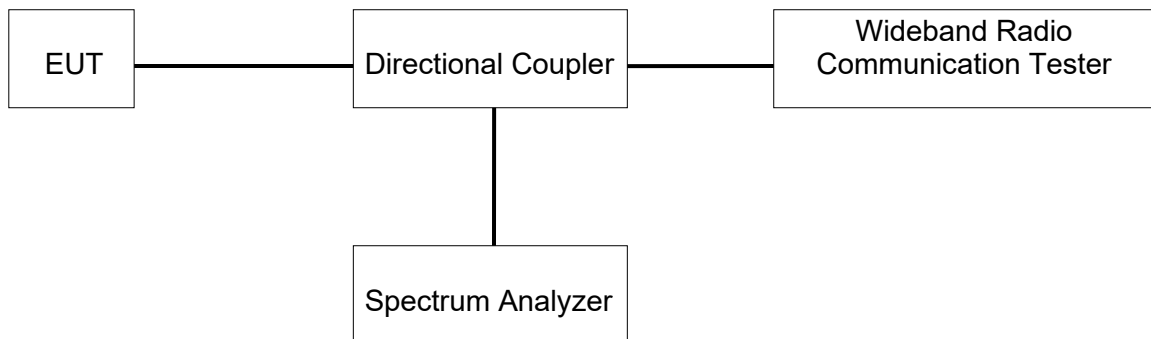 EUT
Directional Coupler
Wideband Radio
Communication Tester
Spectrum Analyzer